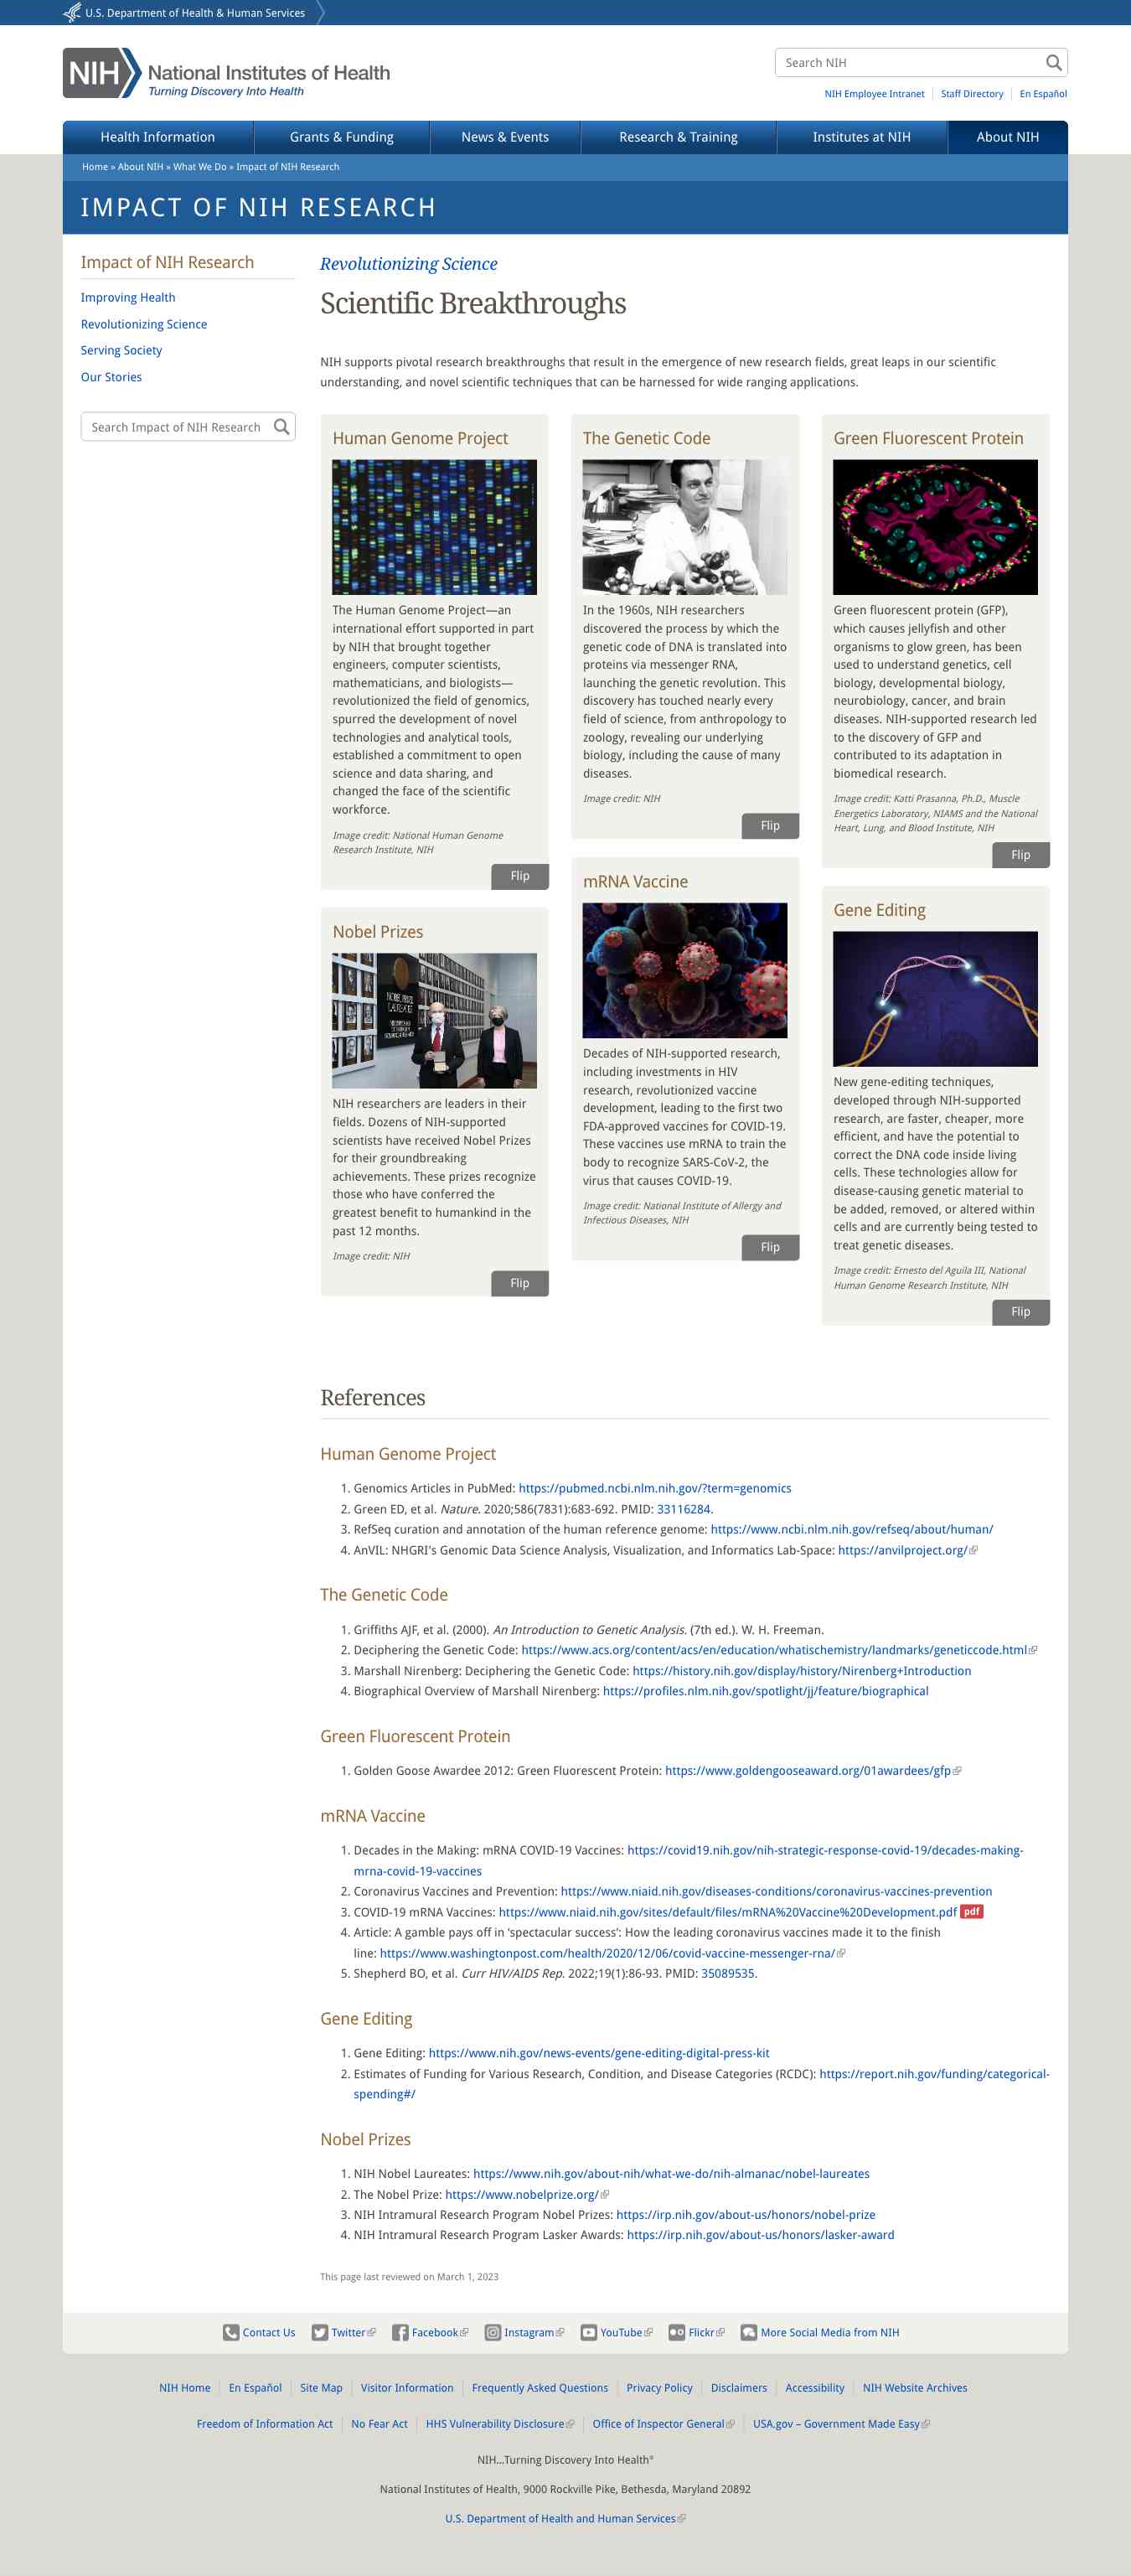 U.S. Department of Health & Human Services
NIH National Institutes of Health
Turning Discovery Into Health
Search NIH
NIH Employee Intranet
Staff Directory
En Español
Health Information
Grants & Funding
News & Events
Research & Training
Institutes at NIH
About NIH
Home » About NIH » What We Do » Impact of NIH Research
IMPACT OF NIH RESEARCH
Impact of NIH Research
Improving Health
Revolutionizing Science
Serving Society
Our Stories
Search Impact of NIH Research
Revolutionizing Science
Scientific Breakthroughs
NIH supports pivotal research breakthroughs that result in the emergence of new research fields, great leaps in our scientific
understanding, and novel scientific techniques that can be harnessed for wide ranging applications.
Human Genome Project
The Human Genome Project—an
international effort supported in part
by NIH that brought together
engineers, computer scientists,
mathematicians, and biologists—
revolutionized the field of genomics,
spurred the development of novel
technologies and analytical tools,
established a commitment to open
science and data sharing, and
changed the face of the scientific
workforce.
Image credit: National Human Genome
Research Institute, NIH
Flip
Nobel Prizes
NIH researchers are leaders in their
fields. Dozens of NIH-supported
scientists have received Nobel Prizes
for their groundbreaking
achievements. These prizes recognize
those who have conferred the
greatest benefit to humankind in the
past 12 months.
Image credit: NIH
Flip
The Genetic Code
In the 1960s, NIH researchers
discovered the process by which the
genetic code of DNA is translated into
proteins via messenger RNA,
launching the genetic revolution. This
discovery has touched nearly every
field of science, from anthropology to
zoology, revealing our underlying
biology, including the cause of many
diseases.
Image credit: NIH
Flip
mRNA Vaccine
Decades of NIH-supported research,
including investments in HIV
research, revolutionized vaccine
development, leading to the first two
FDA-approved vaccines for COVID-19.
These vaccines use mRNA to train the
body to recognize SARS-CoV-2, the
virus that causes COVID-19.
Image credit: National Institute of Allergy and
Infectious Diseases, NIH
Flip
Green Fluorescent Protein
Green fluorescent protein (GFP),
which causes jellyfish and other
organisms to glow green, has been
used to understand genetics, cell
biology, developmental biology,
neurobiology, cancer, and brain
diseases. NIH-supported research led
to the discovery of GFP and
contributed to its adaptation in
biomedical research.
Image credit: Katti Prasanna, Ph.D., Muscle
Energetics Laboratory, NIAMS and the National
Heart, Lung, and Blood Institute, NIH
Flip
Gene Editing
New gene-editing techniques,
developed through NIH-supported
research, are faster, cheaper, more
efficient, and have the potential to
correct the DNA code inside living
cells. These technologies allow for
disease-causing genetic material to
be added, removed, or altered within
cells and are currently being tested to
treat genetic diseases.
Image credit: Ernesto del Aguila III, National
Human Genome Research Institute, NIH
Flip
References
Human Genome Project
1. Genomics Articles in PubMed: https://pubmed.ncbi.nlm.nih.gov/?term=genomics
2. Green ED, et al. Nature. 2020;586(7831):683-692. PMID: 33116284.
3. RefSeq curation and annotation of the human reference genome: https://www.ncbi.nlm.nih.gov/refseq/about/human/
4. AnVIL: NHGRI's Genomic Data Science Analysis, Visualization, and Informatics Lab-Space: https://anvilproject.org/
The Genetic Code
1. Griffiths AJF, et al. (2000). An Introduction to Genetic Analysis. (7th ed.). W. H. Freeman.
2. Deciphering the Genetic Code: https://www.acs.org/content/acs/en/education/whatischemistry/landmarks/geneticcode.html
3. Marshall Nirenberg: Deciphering the Genetic Code: https://history.nih.gov/display/history/Nirenberg+Introduction
4. Biographical Overview of Marshall Nirenberg: https://profiles.nlm.nih.gov/spotlight/jj/feature/biographical
Green Fluorescent Protein
1. Golden Goose Awardee 2012: Green Fluorescent Protein: https://www.goldengooseaward.org/01awardees/gfp
mRNA Vaccine
1. Decades in the Making: mRNA COVID-19 Vaccines: https://covid19.nih.gov/nih-strategic-response-covid-19/decades-making-
mrna-covid-19-vaccines
2. Coronavirus Vaccines and Prevention: https://www.niaid.nih.gov/diseases-conditions/coronavirus-vaccines-prevention
3. COVID-19 mRNA Vaccines: https://www.niaid.nih.gov/sites/default/files/mRNA%20Vaccine%20Development.pdf pdf
4. Article: A gamble pays off in 'spectacular success': How the leading coronavirus vaccines made it to the finish
line: https://www.washingtonpost.com/health/2020/12/06/covid-vaccine-messenger-rna/
5. Shepherd BO, et al. Curr HIV/AIDS Rep. 2022;19(1):86-93. PMID: 35089535.
Gene Editing
1. Gene Editing: https://www.nih.gov/news-events/gene-editing-digital-press-kit
2. Estimates of Funding for Various Research, Condition, and Disease Categories (RCDC): https://report.nih.gov/funding/categorical-
spending#/
Nobel Prizes
1. NIH Nobel Laureates: https://www.nih.gov/about-nih/what-we-do/nih-almanac/nobel-laureates
2. The Nobel Prize: https://www.nobelprize.org/
3. NIH Intramural Research Program Nobel Prizes: https://irp.nih.gov/about-us/honors/nobel-prize
4. NIH Intramural Research Program Lasker Awards: https://irp.nih.gov/about-us/honors/lasker-award
This page last reviewed on March 1, 2023
Contact Us
Twitter
Facebook
Instagram
YouTube
Flickr
More Social Media from NIH
NIH Home
En Español
Site Map
Visitor Information
Frequently Asked Questions
Privacy Policy
Disclaimers
Accessibility
NIH Website Archives
Freedom of Information Act
No Fear Act
HHS Vulnerability Disclosure
Office of Inspector General
USA.gov – Government Made Easy
NIH…Turning Discovery Into Health®
National Institutes of Health, 9000 Rockville Pike, Bethesda, Maryland 20892
U.S. Department of Health and Human Services